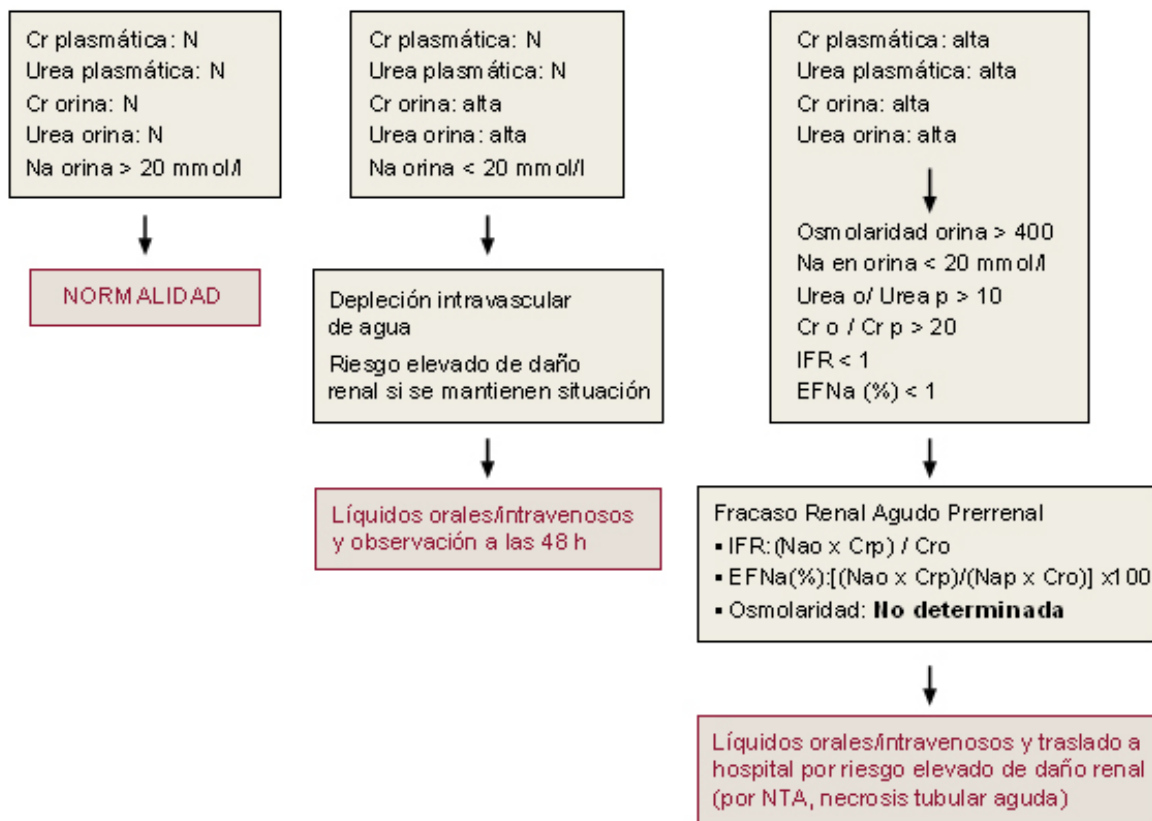 Cr plasmática: N
Urea plasmática: N
Cr orina: N
Urea orina: N
Na orina > 20 mmol/l
NORMALIDAD
Cr plasmática: N
Urea plasmática: N
Cr orina: alta
Urea orina: alta
Na orina < 20 mmol/l
Depleción intravascular
de agua
Riesgo elevado de daño
renal si se mantienen situación
Líquidos orales/intravenosos
y observación a las 48 h
Cr plasmática: alta
Urea plasmática: alta
Cr orina: alta
Urea orina: alta
Osmolaridad orina > 400
Na en orina < 20 mmol/l
Urea o/ Urea p > 10
Cr o / Cr p > 20
IFR < 1
EFNa (%) < 1
Fracaso Renal Agudo Prerrenal
▪ IFR:(Nao x Crp) / Cro
▪ EFNa(%):[(Nao x Crp)/(Nap x Cro)] x100
▪ Osmolaridad: No determinada
Líquidos orales/intravenosos y traslado a
hospital por riesgo elevado de daño renal
(por NTA, necrosis tubular aguda)